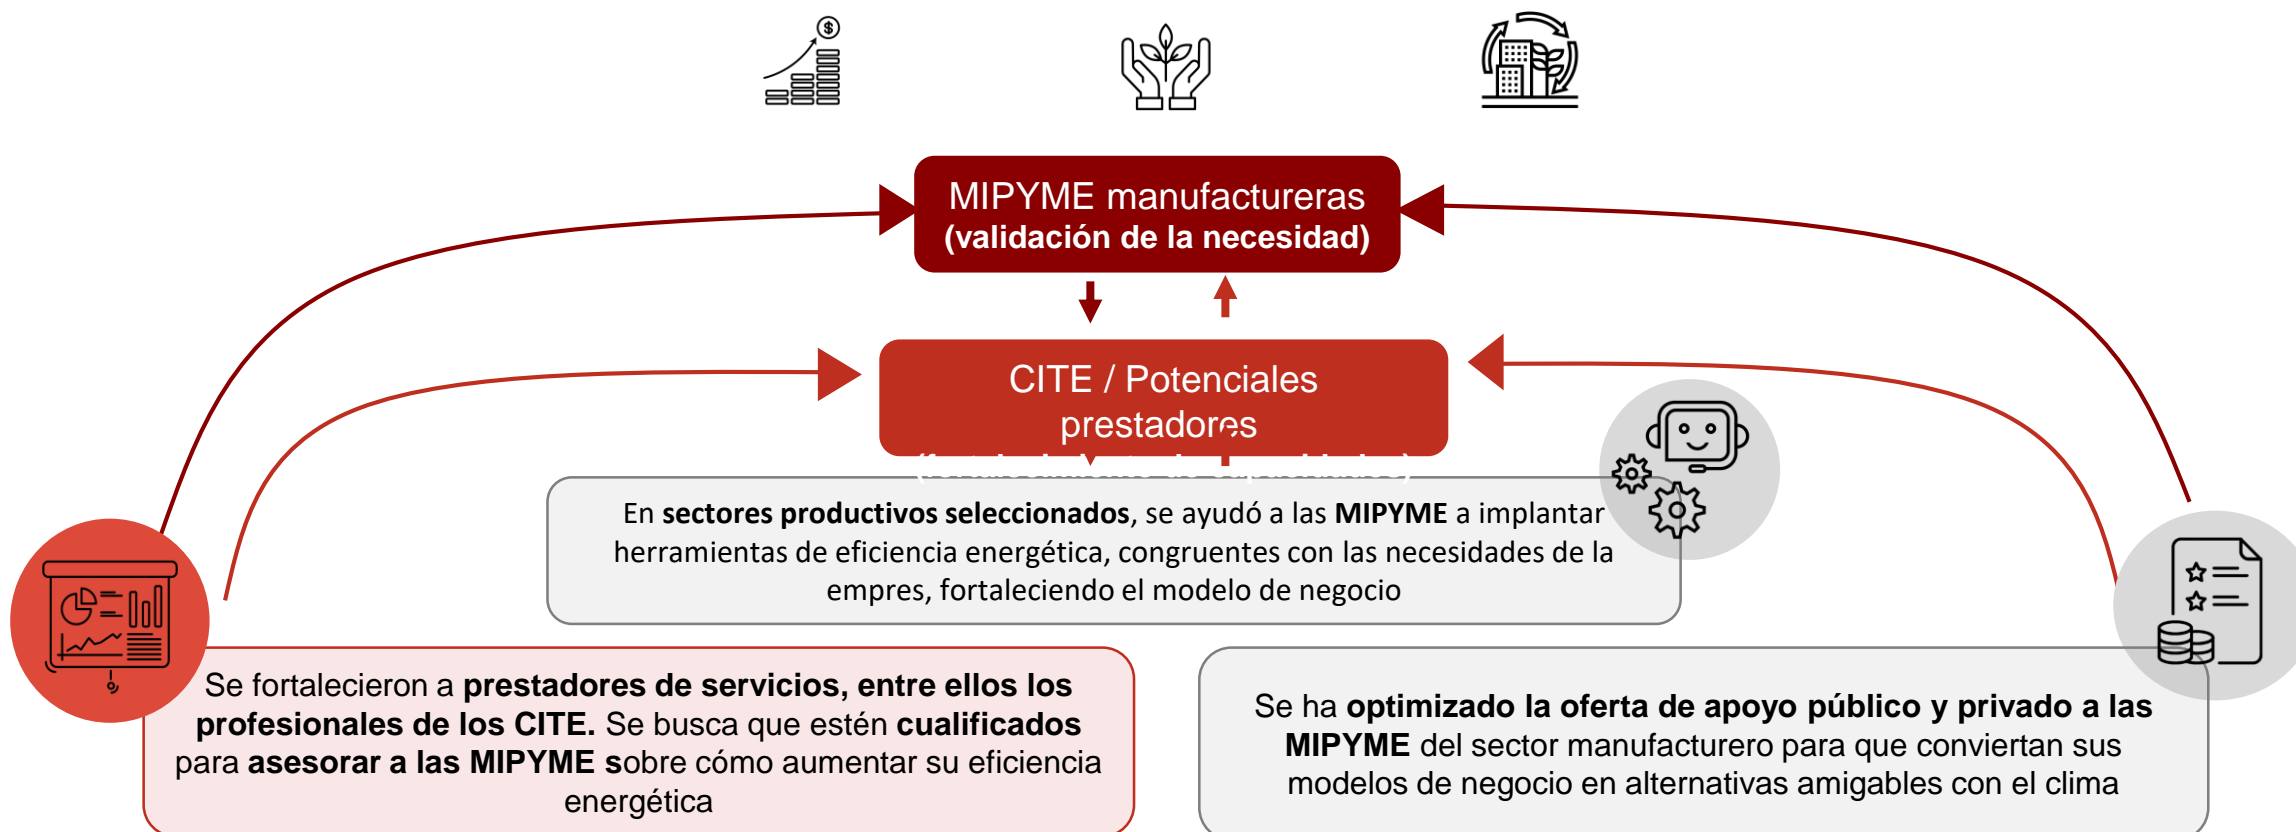 MIPYME manufactureras
(validación de la necesidad)
CITE / Potenciales
prestadores
En sectores productivos seleccionados, se ayudó a las MIPYME a implantar
herramientas de eficiencia energética, congruentes con las necesidades de la
empres, fortaleciendo el modelo de negocio
Se fortalecieron a prestadores de servicios, entre ellos los
profesionales de los CITE. Se busca que estén cualificados
para asesorar a las MIPYME sobre cómo aumentar su eficiencia
energética
Se ha optimizado la oferta de apoyo público y privado a las
MIPYME del sector manufacturero para que conviertan sus
modelos de negocio en alternativas amigables con el clima